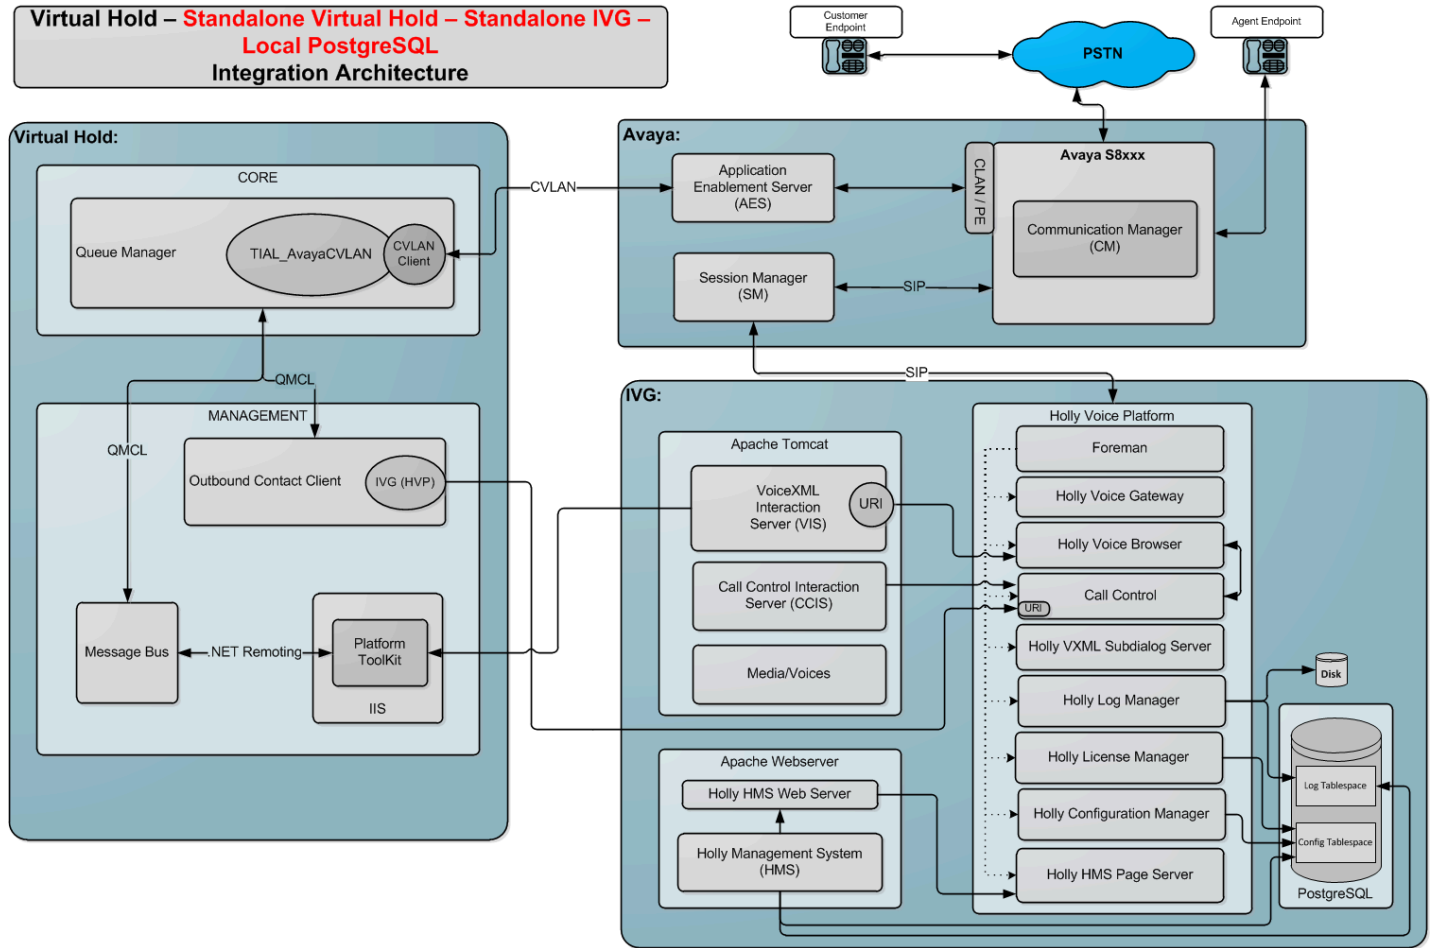 Virtual Hold – Standalone Virtual Hold – Standalone IVG –
Local PostgreSQL
Integration Architecture
Customer
Endpoint
PSTN
Agent Endpoint
Virtual Hold:
CORE
Queue Manager
TIAL_AvayaCVLAN
CVLAN
Client
CVLAN
QMCL
QMCL
MANAGEMENT
Outbound Contact Client
IVG (HVP)
Message Bus
.NET Remoting
Platform
ToolKit
IIS
Avaya:
Application
Enablement Server
(AES)
CLAN / PE
Avaya S8xxx
Communication Manager
(CM)
Session Manager
(SM)
SIP
SIP
IVG:
Apache Tomcat
VoiceXML
Interaction
Server (VIS)
URI
Call Control Interaction
Server (CCIS)
Media/Voices
Apache Webserver
Holly HMS Web Server
Holly Management System
(HMS)
Holly Voice Platform
Foreman
Holly Voice Gateway
Holly Voice Browser
Call Control
URI
Holly VXML Subdialog Server
Holly Log Manager
Holly License Manager
Holly Configuration Manager
Holly HMS Page Server
Disk
Log Tablespace
Config Tablespace
PostgreSQL